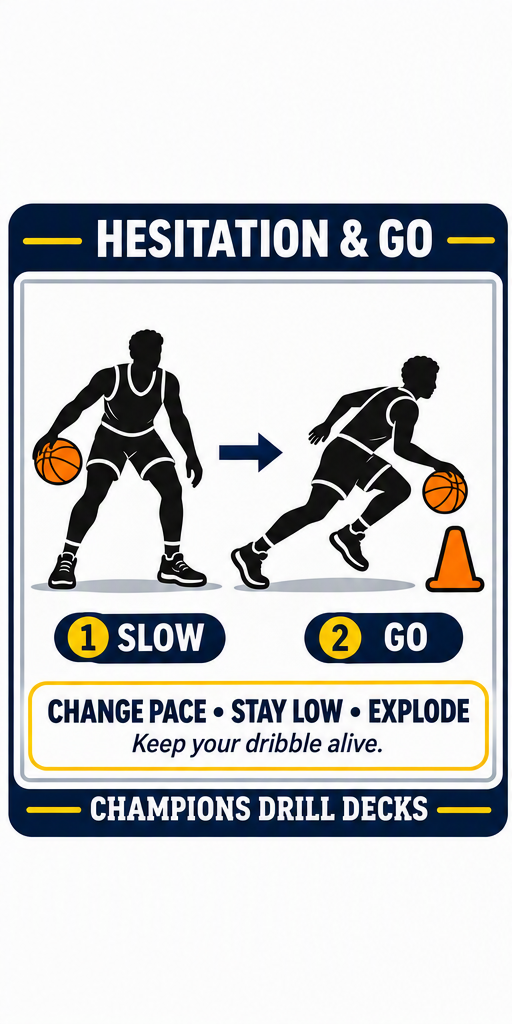 HESITATION & GO
1 SLOW
2 GO
CHANGE PACE • STAY LOW • EXPLODE
Keep your dribble alive.
CHAMPIONS DRILL DECKS